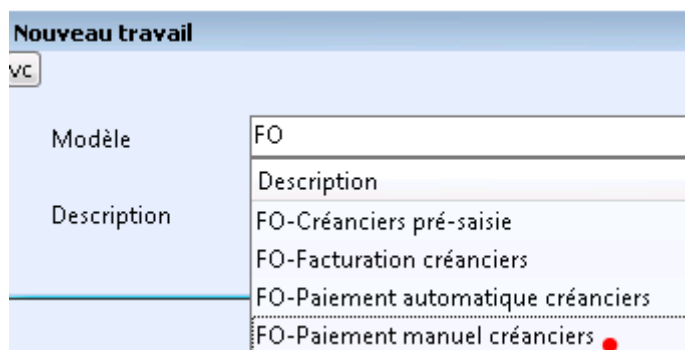 Nouveau travail
vc
Modèle
FO
Description
Description
FO-Créanciers pré-saisie
FO-Facturation créanciers
FO-Paiement automatique créanciers
FO-Paiement manuel créanciers